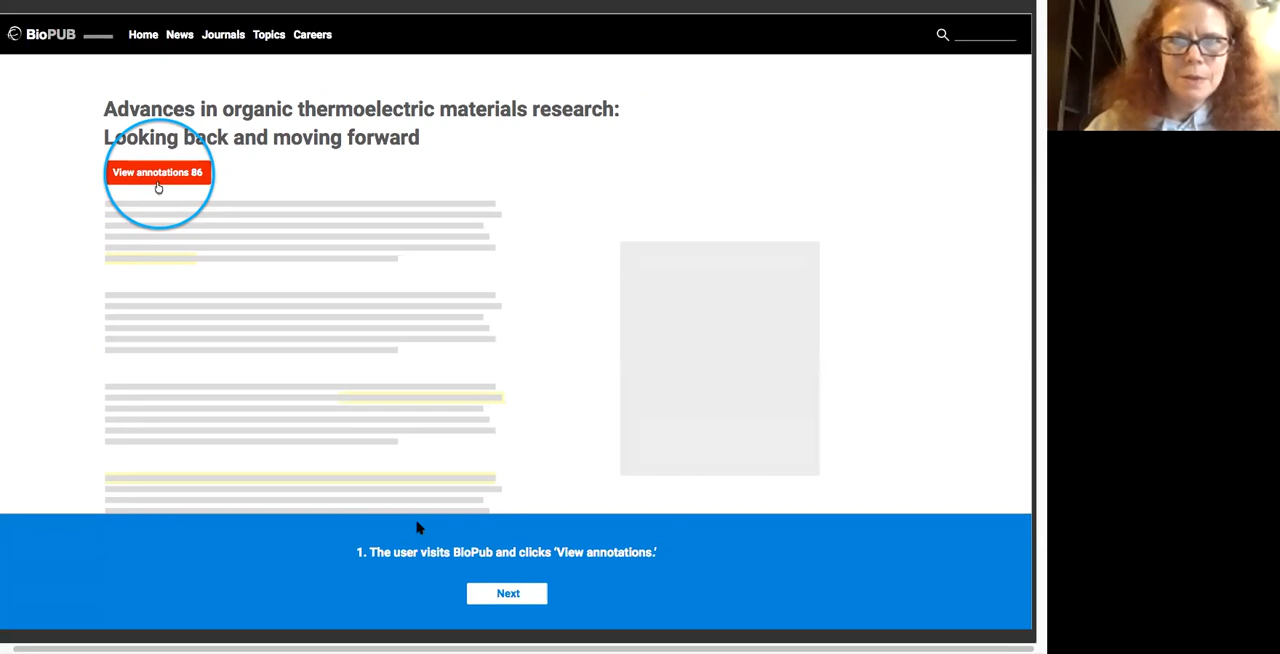 BioPUB Home News Journals Topics Careers
Advances in organic thermoelectric materials research:
Looking back and moving forward
View annotations 86
1. The user visits BioPub and clicks ‘View annotations.’
Next